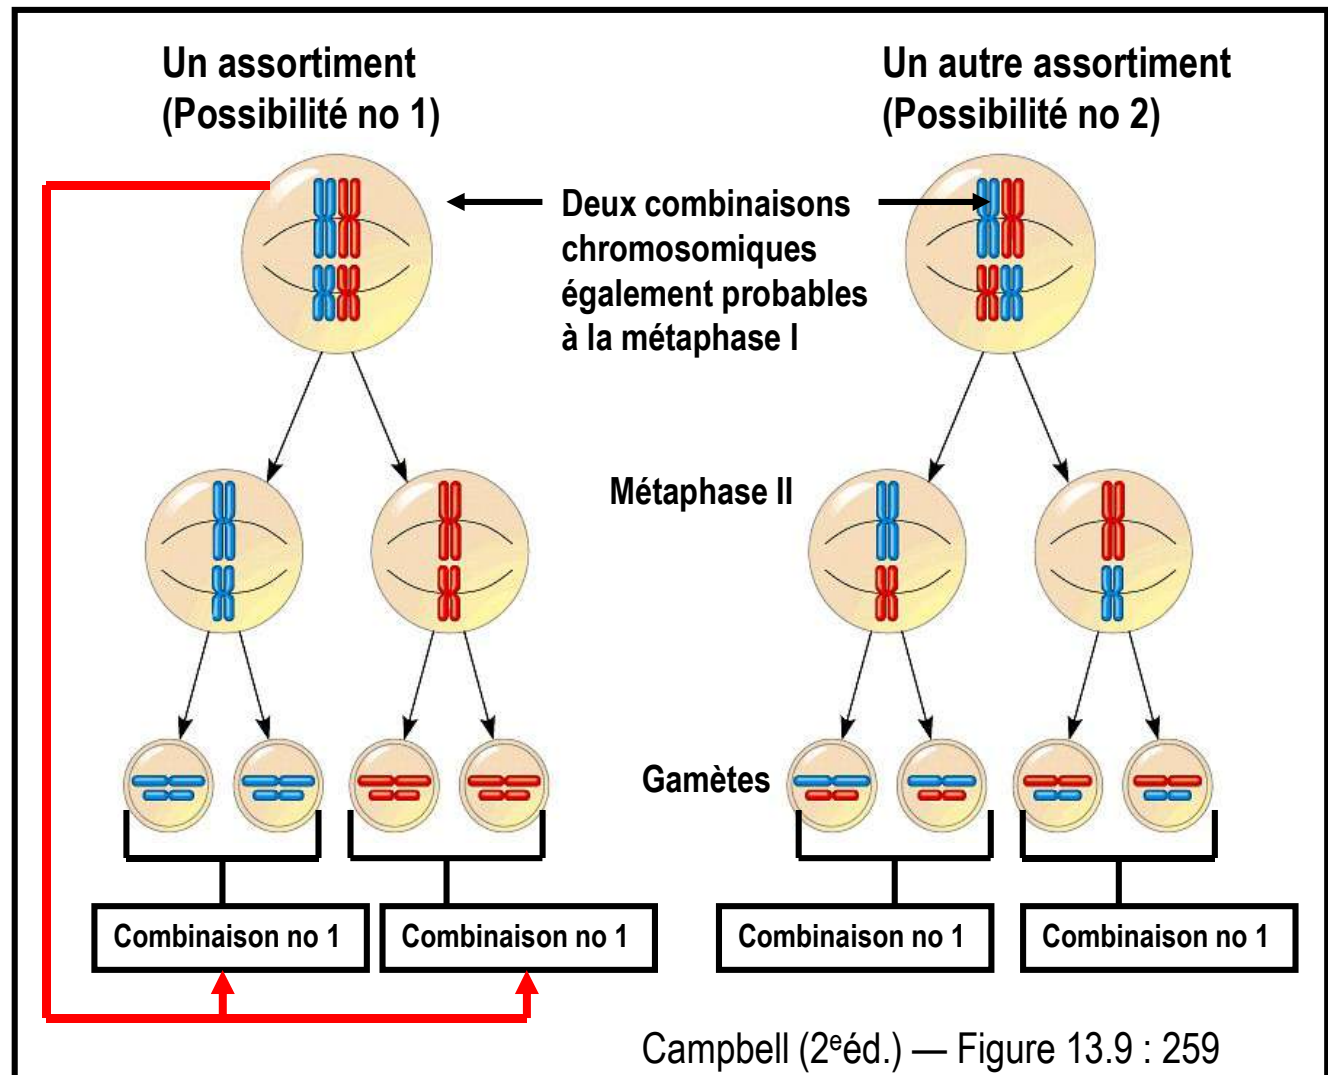 Un assortiment
(Possibilité no 1)
Un autre assortiment
(Possibilité no 2)
Deux combinaisons
chromosomiques
également probables
à la métaphase I
Métaphase II
Gamètes
Combinaison no 1
Combinaison no 1
Combinaison no 1
Combinaison no 1
Campbell (2ᵉéd.) — Figure 13.9 : 259